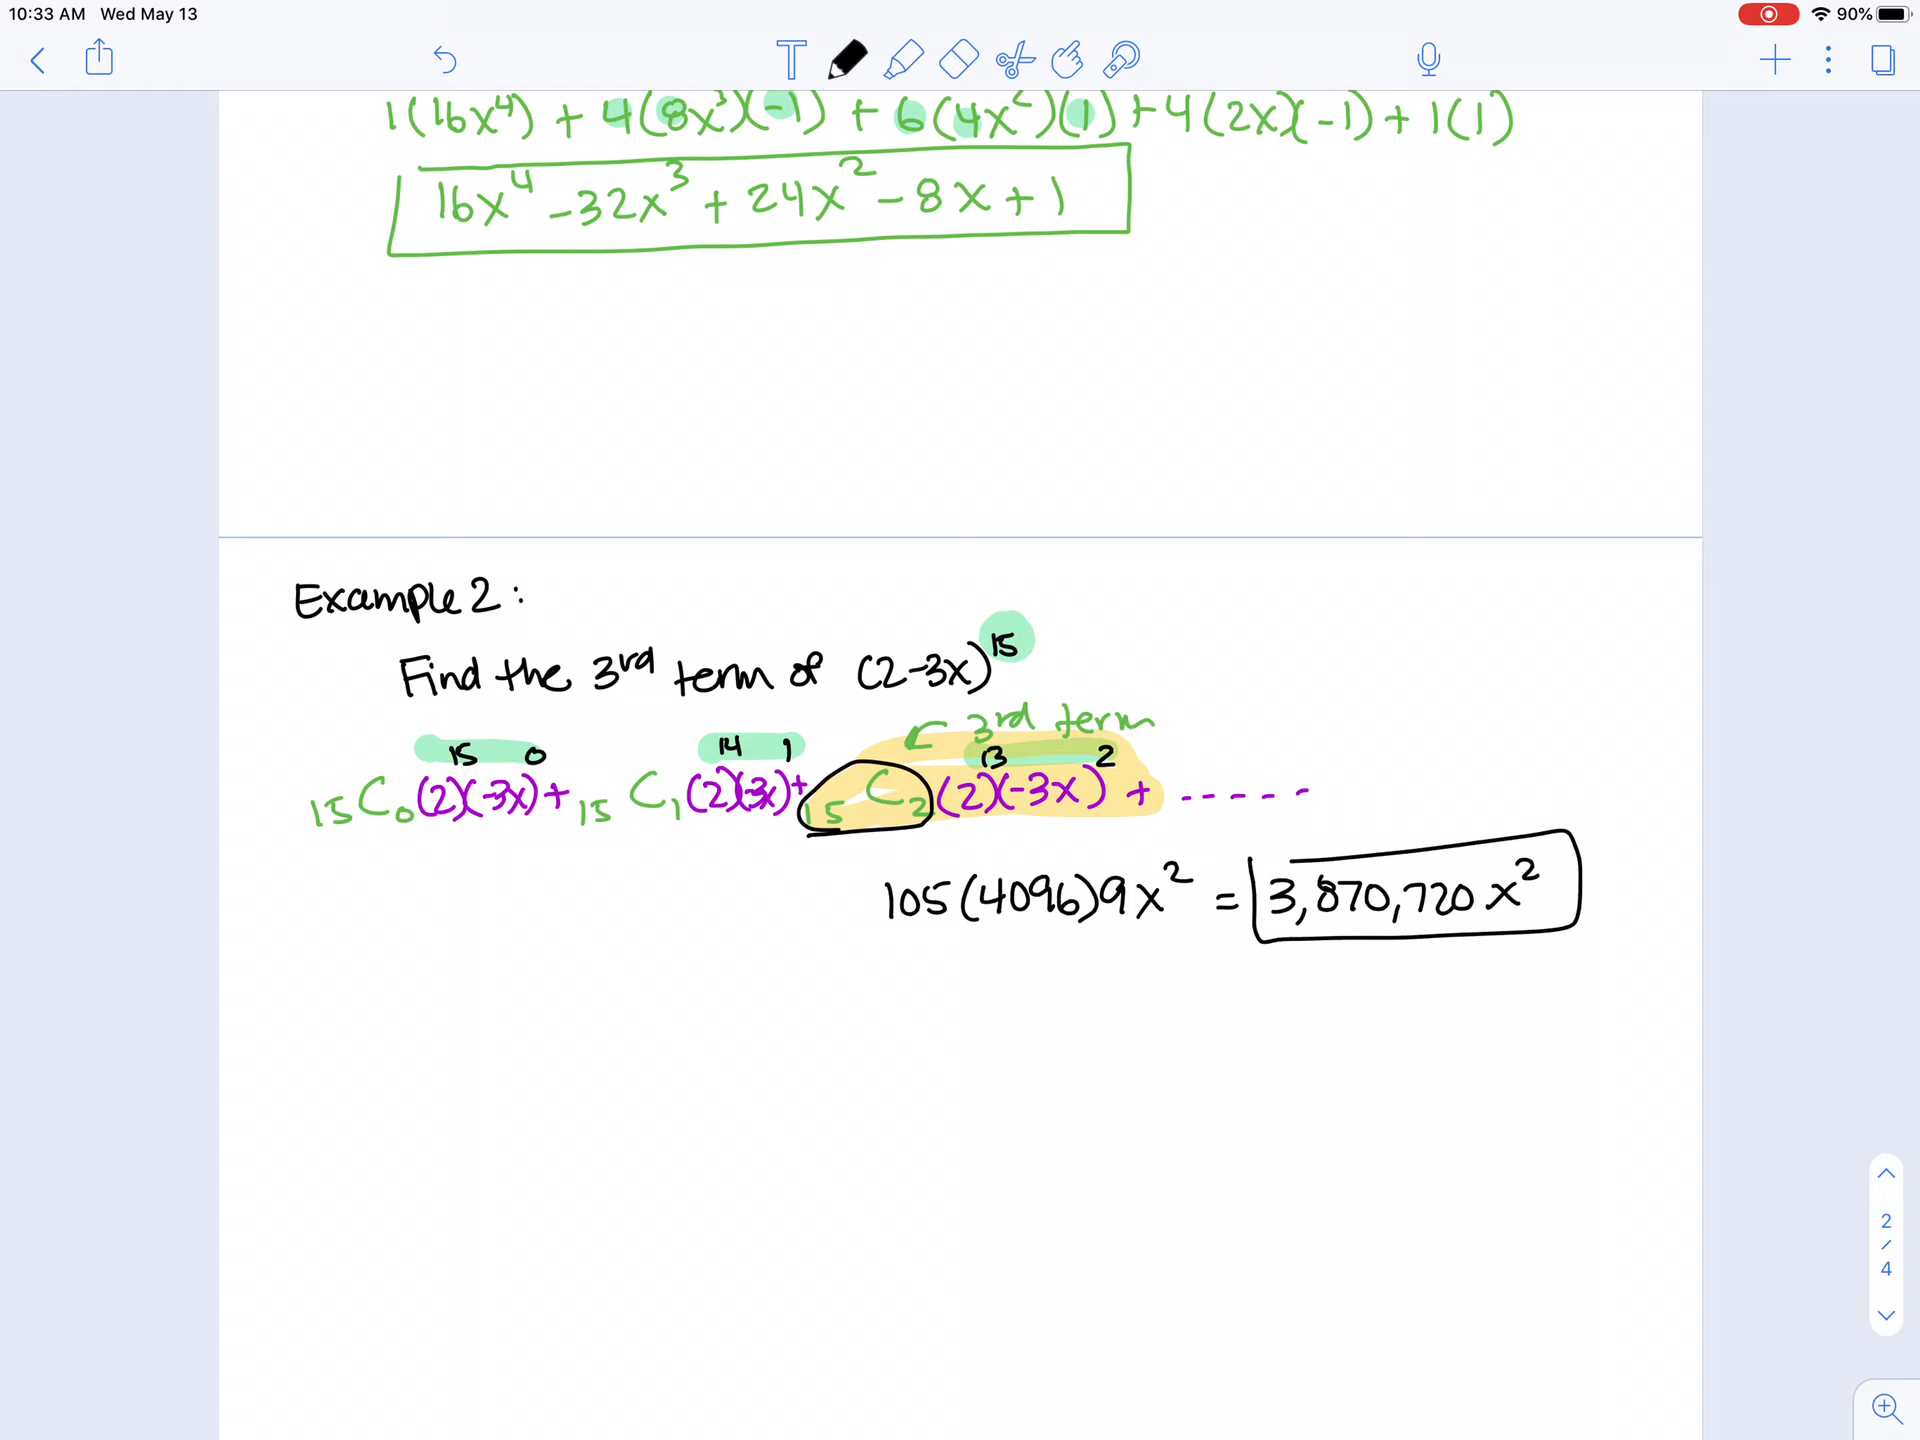 10:33 AM Wed May 13 90%
T
1(16x⁴) + 4(8x³)(-1) + 6(4x²)(1) + 4(2x)(-1) + 1(1)
16x⁴ - 32x³ + 24x² - 8x + 1
Example 2:
Find the 3rd term of (2-3x)¹⁵
3rd term
₁₅C₀(2)¹⁵(-3x)⁰ + ₁₅C₁(2)¹⁴(-3x)¹ + ₁₅C₂(2)¹³(-3x)² + -----
105(4096)9x² = 3,870,720x²
2
/
4